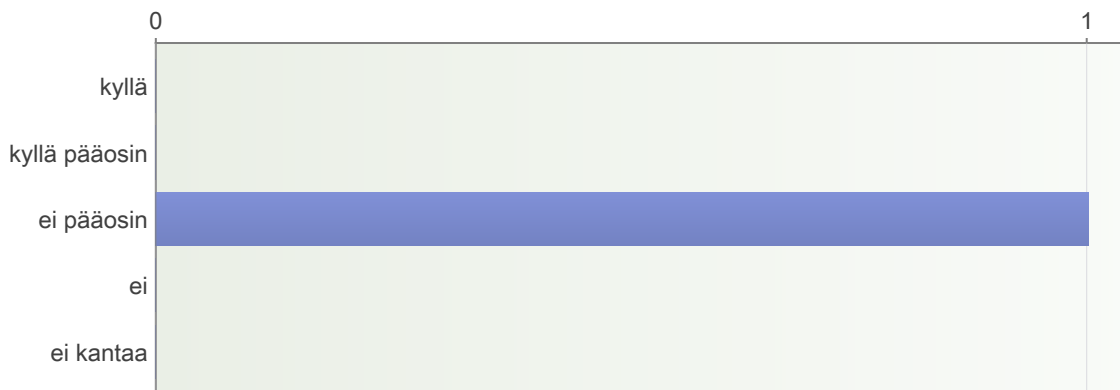 0 1
kyllä
kyllä pääosin
ei pääosin
ei
ei kantaa